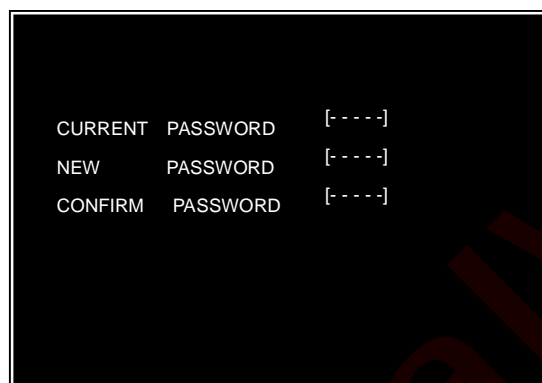 CURRENT PASSWORD [- - - - -]
NEW PASSWORD [- - - - -]
CONFIRM PASSWORD [- - - - -]